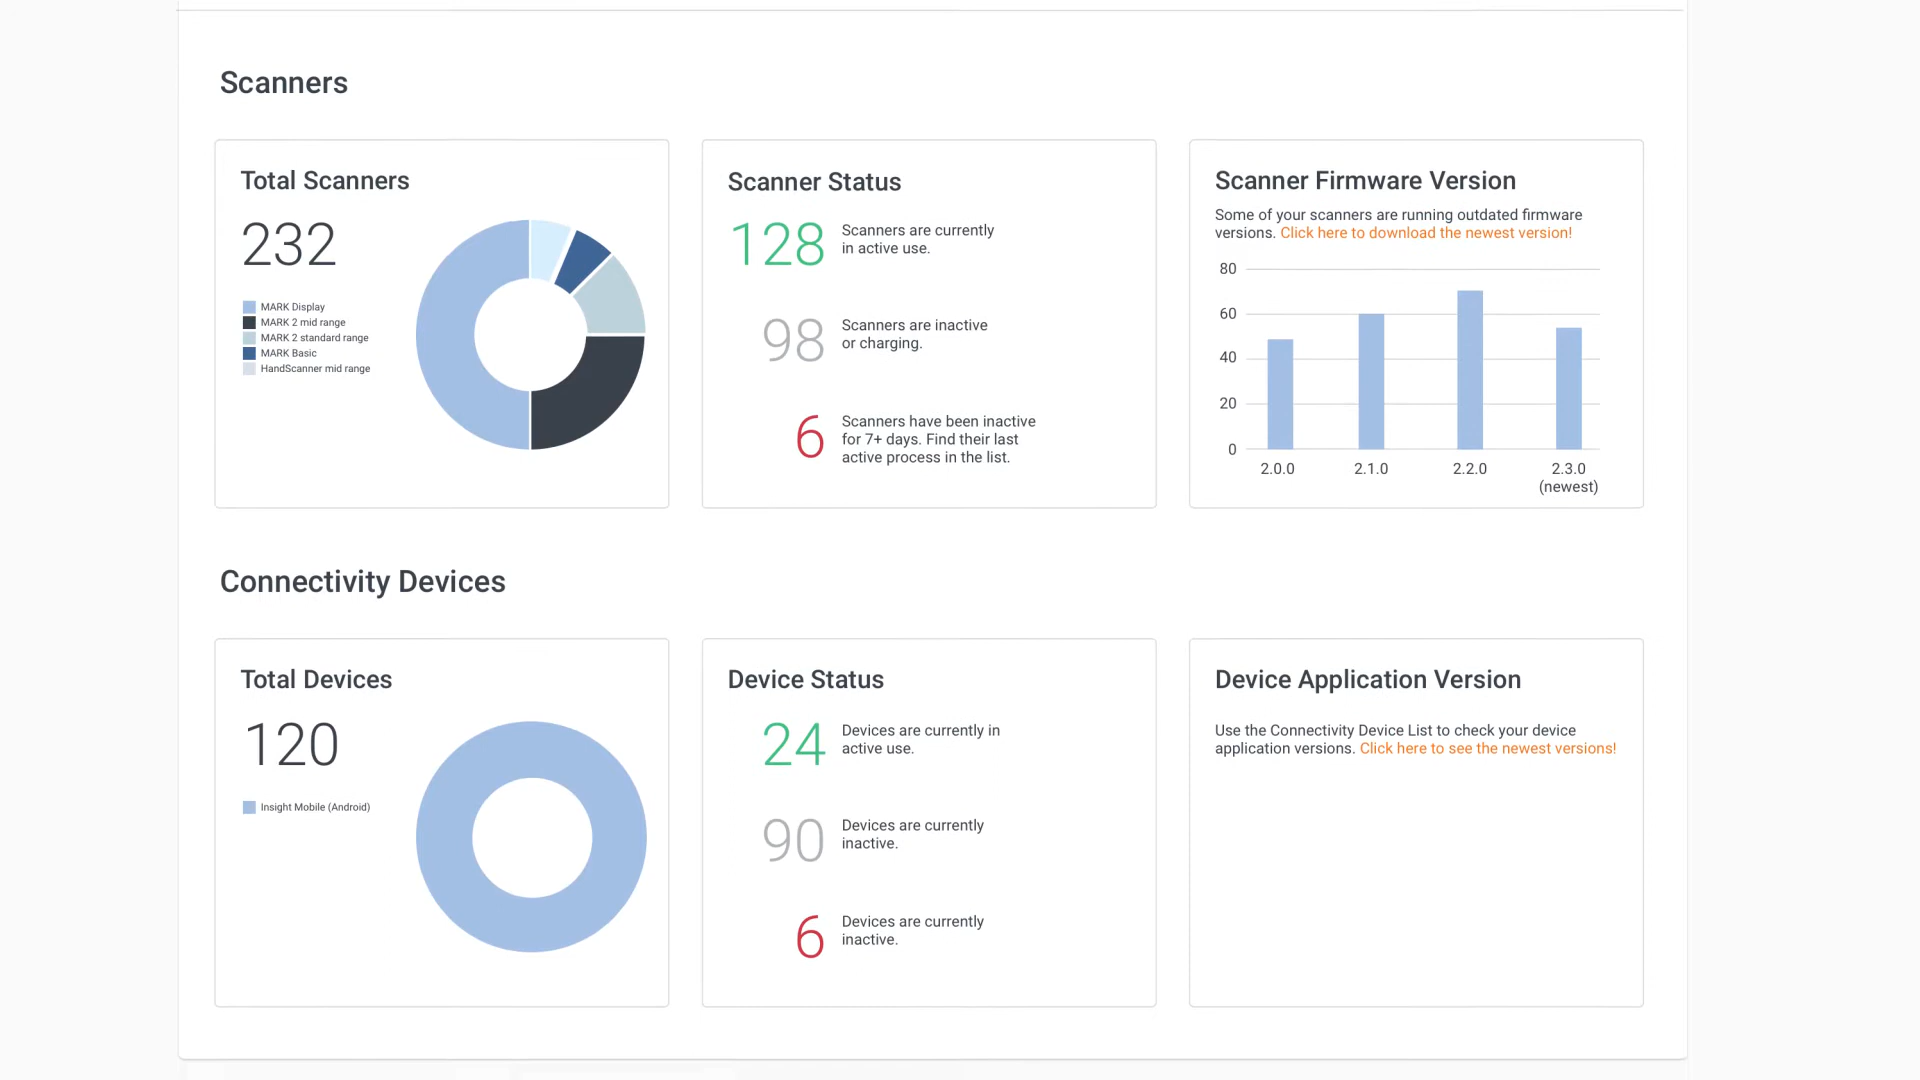 Scanners
Total Scanners
232
MARK Display
MARK 2 mid range
MARK 2 standard range
MARK Basic
HandScanner mid range
Scanner Status
128
Scanners are currently
in active use.
98
Scanners are inactive
or charging.
6
Scanners have been inactive
for 7+ days. Find their last
active process in the list.
Scanner Firmware Version
Some of your scanners are running outdated firmware
versions. Click here to download the newest version!
80
60
40
20
0
2.0.0
2.1.0
2.2.0
2.3.0
(newest)
Connectivity Devices
Total Devices
120
Insight Mobile (Android)
Device Status
24
Devices are currently in
active use.
90
Devices are currently
inactive.
6
Devices are currently
inactive.
Device Application Version
Use the Connectivity Device List to check your device
application versions. Click here to see the newest versions!